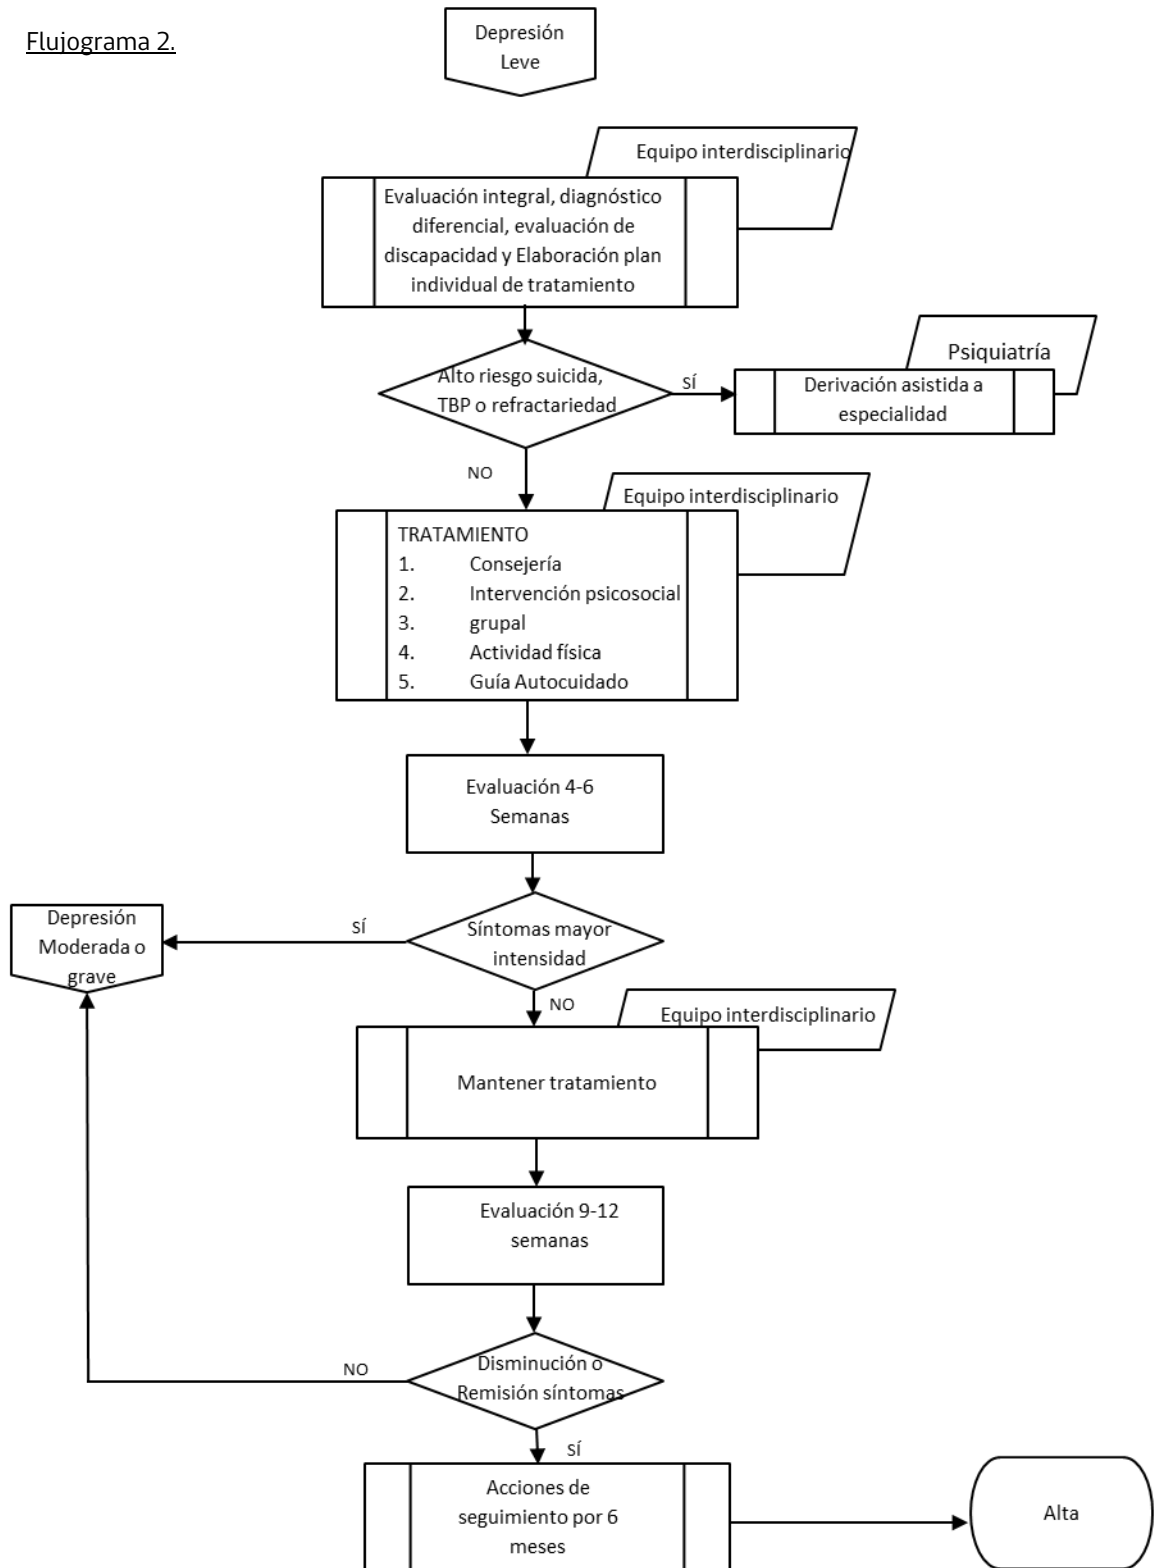 Flujograma 2.
Depresión
Leve
Equipo interdisciplinario
Evaluación integral, diagnóstico
diferencial, evaluación de
discapacidad y Elaboración plan
individual de tratamiento
Alto riesgo suicida,
TBP o refractariedad
SÍ
Psiquiatría
Derivación asistida a
especialidad
NO
Equipo interdisciplinario
TRATAMIENTO
1. Consejería
2. Intervención psicosocial
3. grupal
4. Actividad física
5. Guía Autocuidado
Evaluación 4-6
Semanas
Síntomas mayor
intensidad
SÍ
Depresión
Moderada o
grave
NO
Equipo interdisciplinario
Mantener tratamiento
Evaluación 9-12
semanas
Disminución o
Remisión síntomas
NO
SÍ
Acciones de
seguimiento por 6
meses
Alta